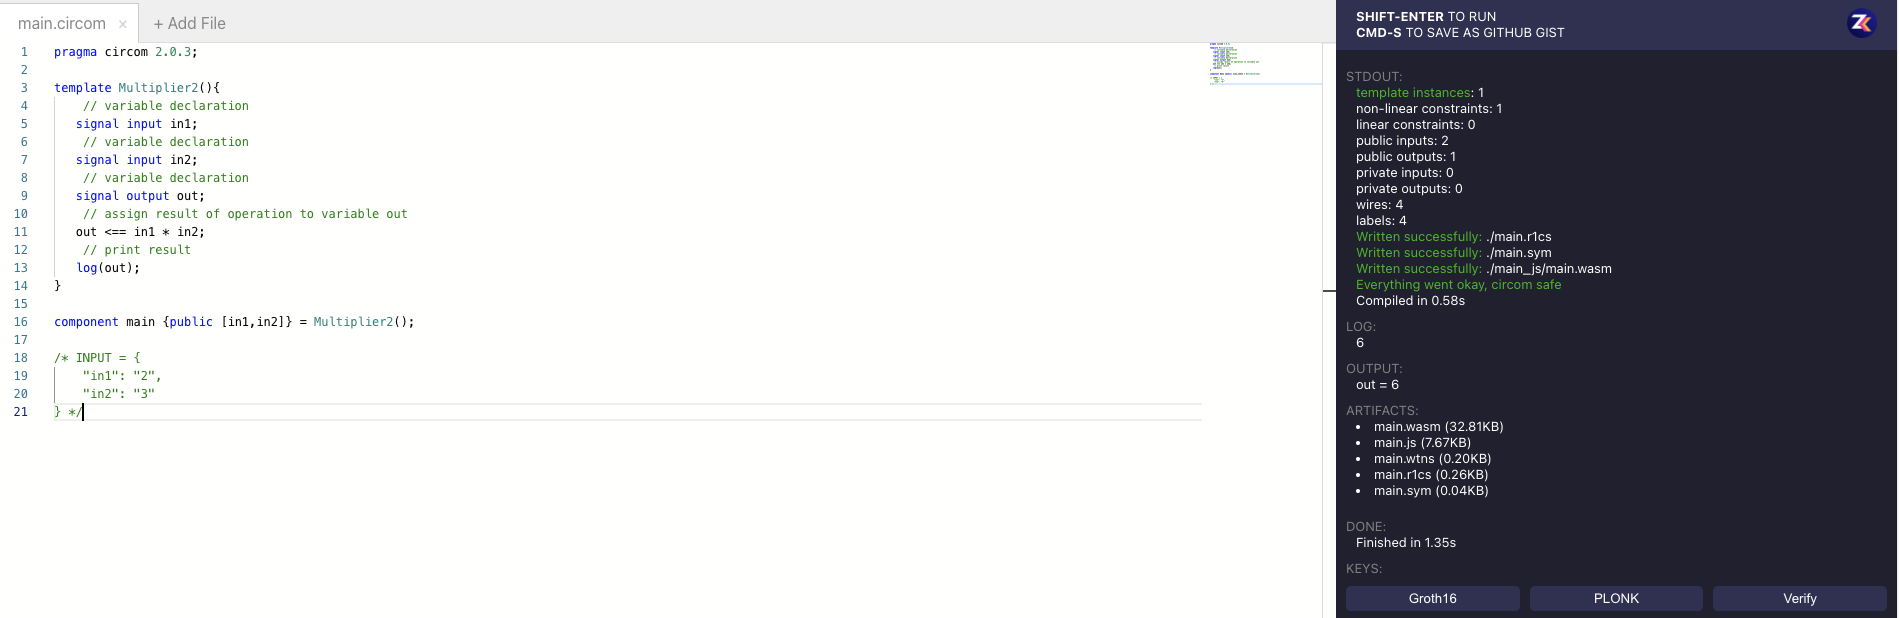 main.circom × + Add File
1 pragma circom 2.0.3;
2
3 template Multiplier2(){
4 // variable declaration
5 signal input in1;
6 // variable declaration
7 signal input in2;
8 // variable declaration
9 signal output out;
10 // assign result of operation to variable out
11 out <== in1 * in2;
12 // print result
13 log(out);
14 }
15
16 component main {public [in1,in2]} = Multiplier2();
17
18 /* INPUT = {
19 "in1": "2",
20 "in2": "3"
21 } */
SHIFT-ENTER TO RUN
CMD-S TO SAVE AS GITHUB GIST
ZK
STDOUT:
template instances: 1
non-linear constraints: 1
linear constraints: 0
public inputs: 2
public outputs: 1
private inputs: 0
private outputs: 0
wires: 4
labels: 4
Written successfully: ./main.r1cs
Written successfully: ./main.sym
Written successfully: ./main_js/main.wasm
Everything went okay, circom safe
Compiled in 0.58s
LOG:
6
OUTPUT:
out = 6
ARTIFACTS:
• main.wasm (32.81KB)
• main.js (7.67KB)
• main.wtns (0.20KB)
• main.r1cs (0.26KB)
• main.sym (0.04KB)
DONE:
Finished in 1.35s
KEYS:
Groth16 PLONK Verify